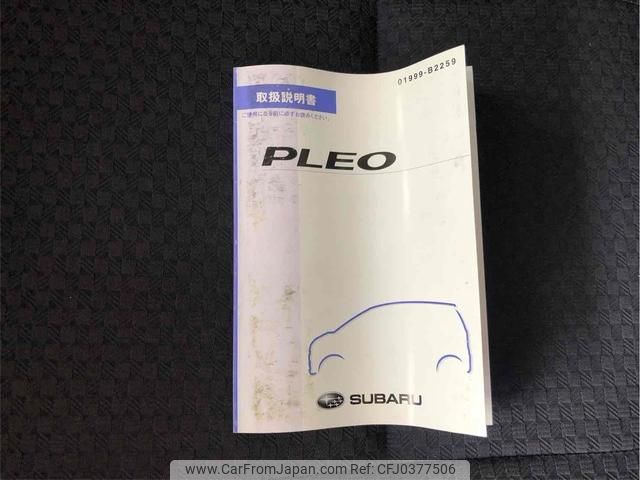 01999-B2259
取扱説明書
ご使用になる前に必ずお読みください。
PLEO
SUBARU
www.CarFromJapan.com | CFJ0377506